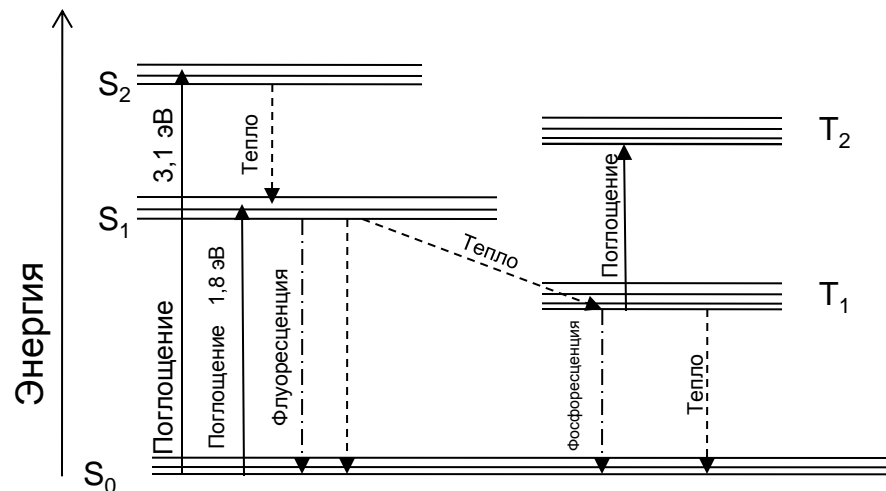 Энергия
S2
3,1 эВ
Поглощение
Тепло
S1
Поглощение 1,8 эВ
Флуоресценция
Тепло
T2
Поглощение
T1
Фосфоресценция
Тепло
S0